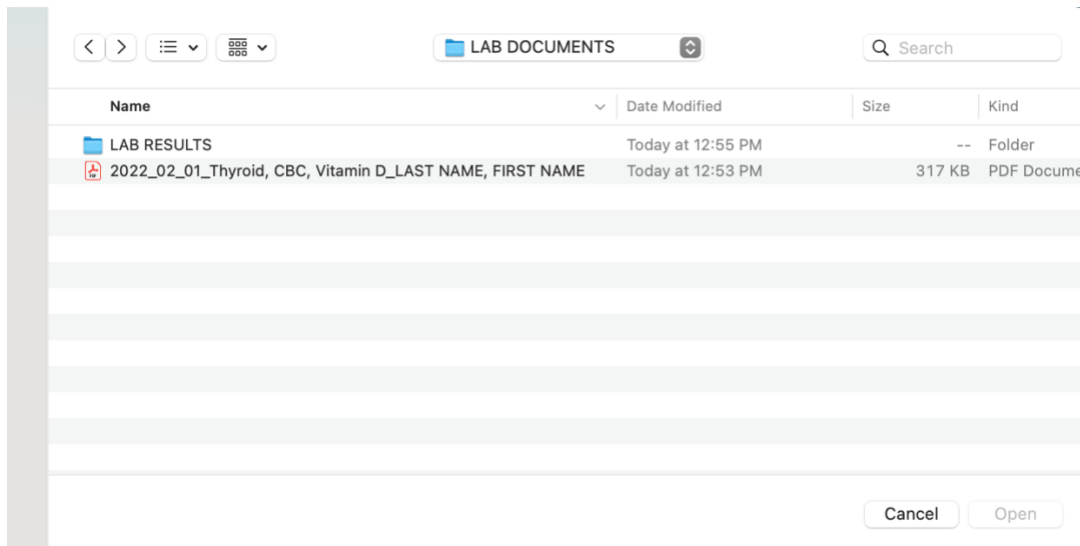 LAB DOCUMENTS
Search
Name Date Modified Size Kind
LAB RESULTS Today at 12:55 PM -- Folder
2022_02_01_Thyroid, CBC, Vitamin D_LAST NAME, FIRST NAME Today at 12:53 PM 317 KB PDF Docume
Cancel Open